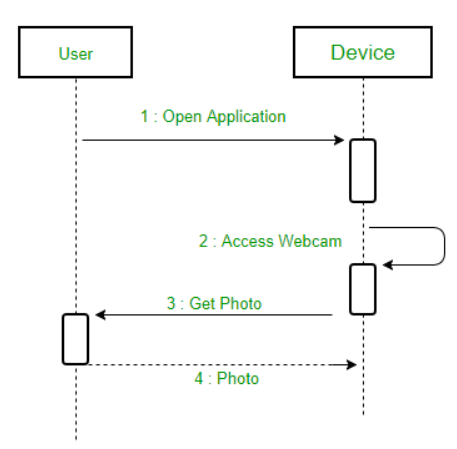 User
Device
1 : Open Application
2 : Access Webcam
3 : Get Photo
4 : Photo